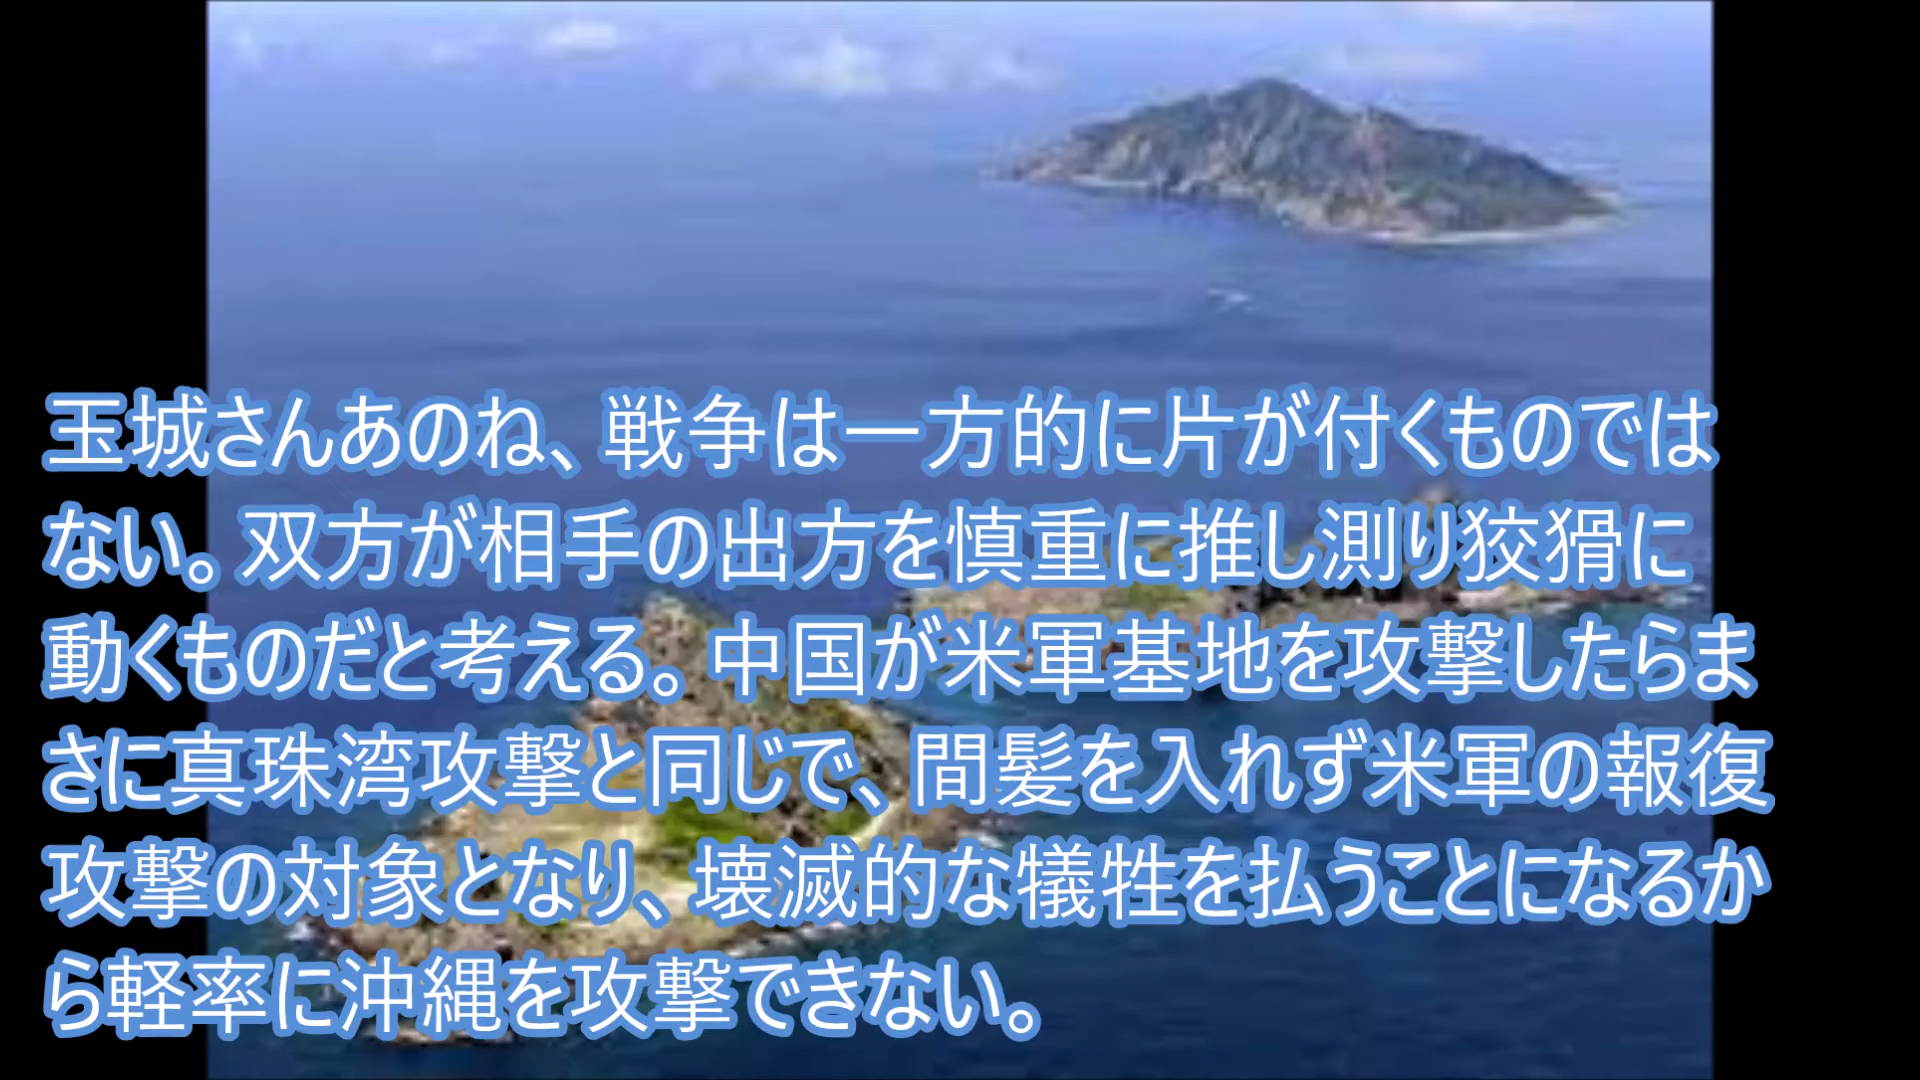 玉城さんあのね、戦争は一方的に片が付くものでは
ない。双方が相手の出方を慎重に推し測り狡猾に
動くものだと考える。中国が米軍基地を攻撃したらま
さに真珠湾攻撃と同じで、間髪を入れず米軍の報復
攻撃の対象となり、壊滅的な犠牲を払うことになるか
ら軽率に沖縄を攻撃できない。